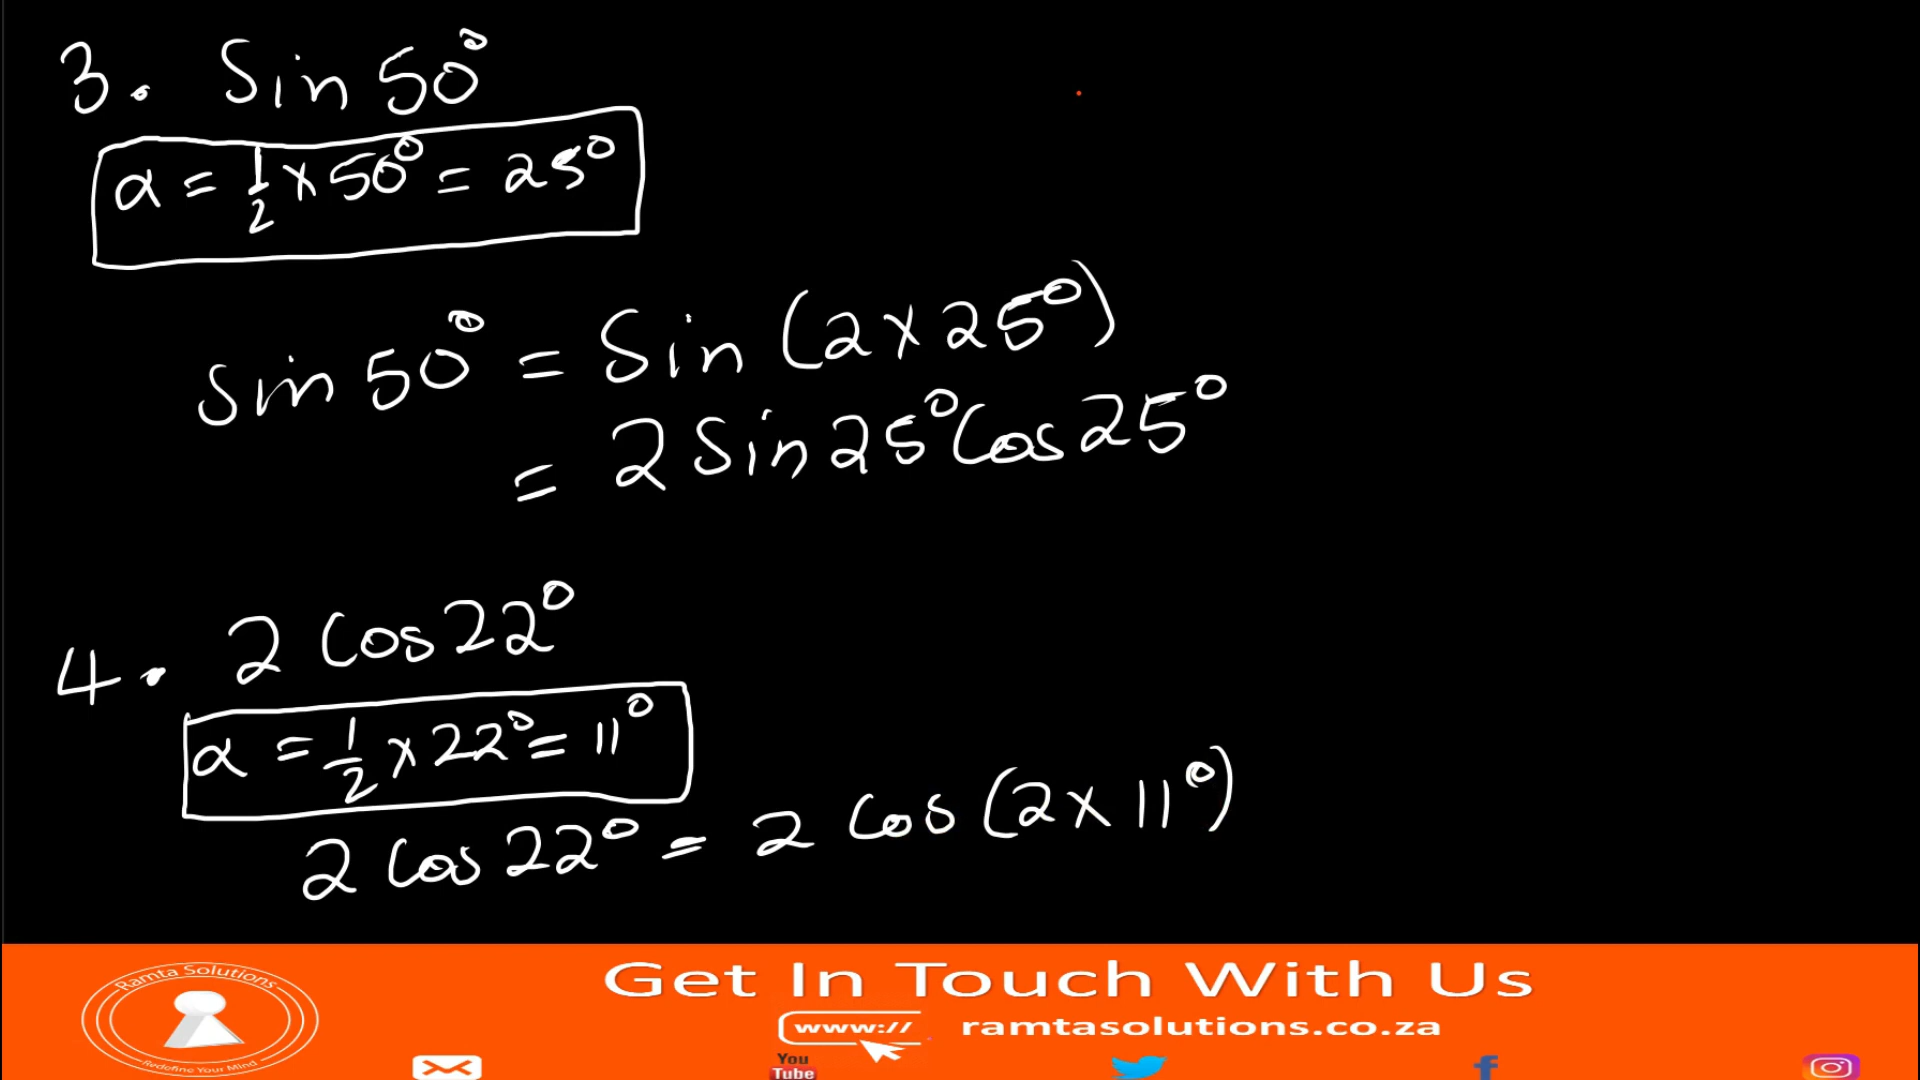 3. Sin 50°
α = 1/2 × 50° = 25°
Sin 50° = Sin (2 × 25°)
= 2 Sin 25° Cos 25°
4. 2 Cos 22°
α = 1/2 × 22° = 11°
2 Cos 22° = 2 Cos (2 × 11°)
Get In Touch With Us
www:// ramtasolutions.co.za
Ramta Solutions
Redefine Your Mind
You
Tube